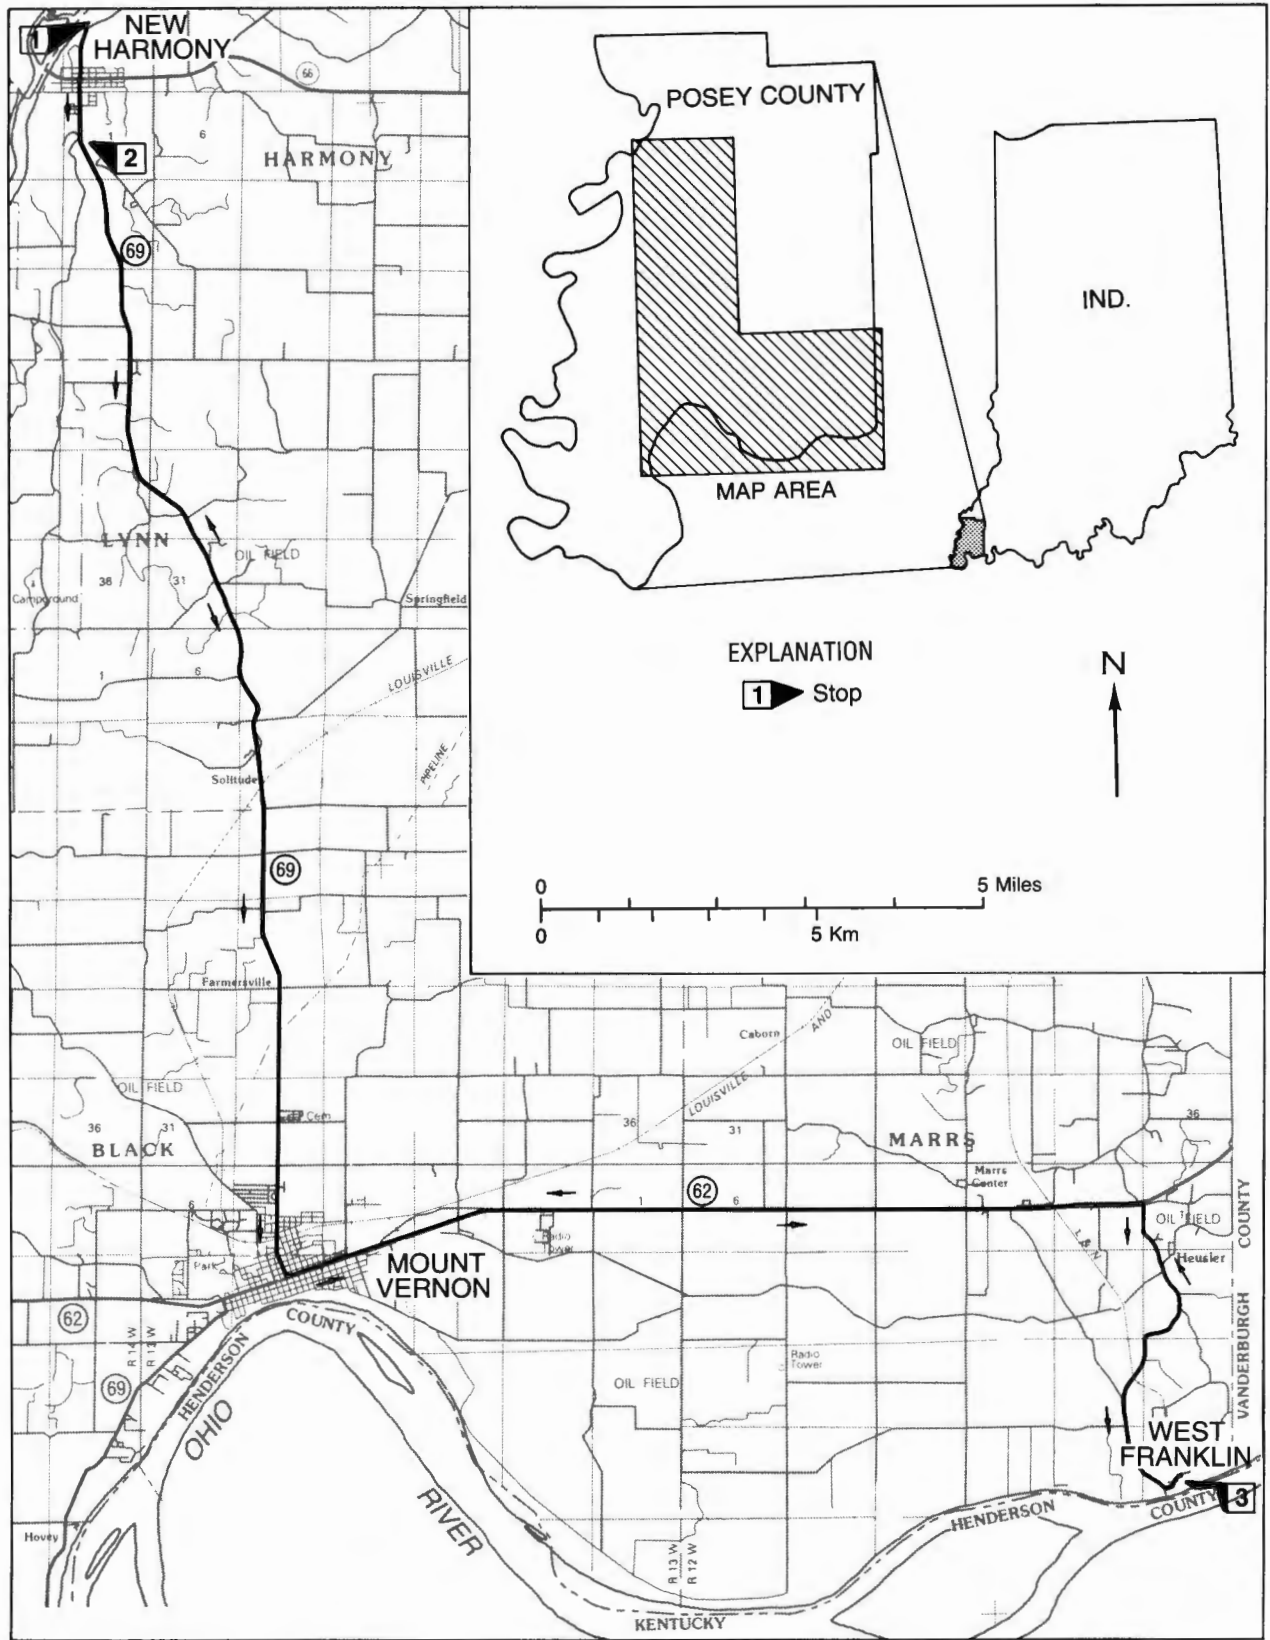 1
NEW
HARMONY
66
1
6
2
HARMONY
69
LYNN
OIL FIELD
36
31
Campground
Springfield
1
6
LOUISVILLE
PIPELINE
Solitude
69
Farmersville
POSEY COUNTY
IND.
MAP AREA
EXPLANATION
1 Stop
N
0
5 Miles
0
5 Km
OIL FIELD
Cem
36
31
BLACK
6
Park
MOUNT
VERNON
62
R 14 W
R 13 W
69
HENDERSON
COUNTY
OHIO
RIVER
Hovey
Caborn
LOUISVILLE
AND
OIL FIELD
36
31
MARRS
36
Marrs
Center
1
62
6
Radio
Tower
L & N
OIL FIELD
1
Heusler
VANDERBURGH COUNTY
Radio
Tower
OIL FIELD
WEST
FRANKLIN
3
HENDERSON
COUNTY
R 13 W
R 12 W
KENTUCKY